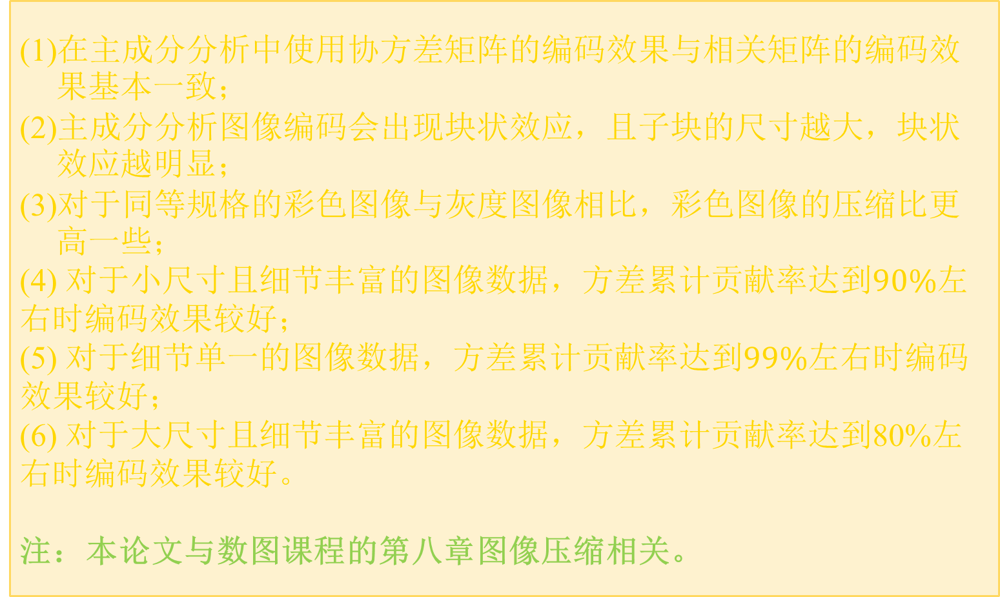 (1)在主成分分析中使用协方差矩阵的编码效果与相关矩阵的编码效
果基本一致；
(2)主成分分析图像编码会出现块状效应，且子块的尺寸越大，块状
效应越明显；
(3)对于同等规格的彩色图像与灰度图像相比，彩色图像的压缩比更
高一些；
(4) 对于小尺寸且细节丰富的图像数据，方差累计贡献率达到90%左
右时编码效果较好；
(5) 对于细节单一的图像数据，方差累计贡献率达到99%左右时编码
效果较好；
(6) 对于大尺寸且细节丰富的图像数据，方差累计贡献率达到80%左
右时编码效果较好。
注：本论文与数图课程的第八章图像压缩相关。